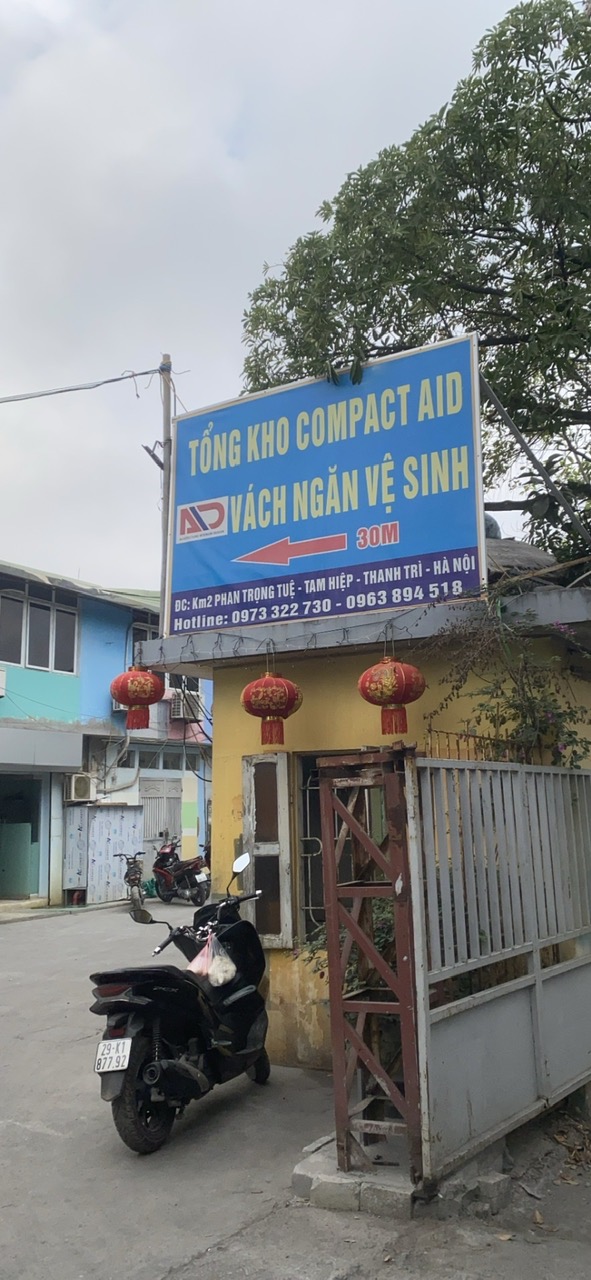 TỔNG KHO COMPACT AID
AID
VÁCH NGĂN VỆ SINH
30M
ĐC: Km2 PHAN TRỌNG TUỆ - TAM HIỆP - THANH TRÌ - HÀ NỘI
Hotline: 0973 322 730 - 0963 894 518
29-K1
877.92